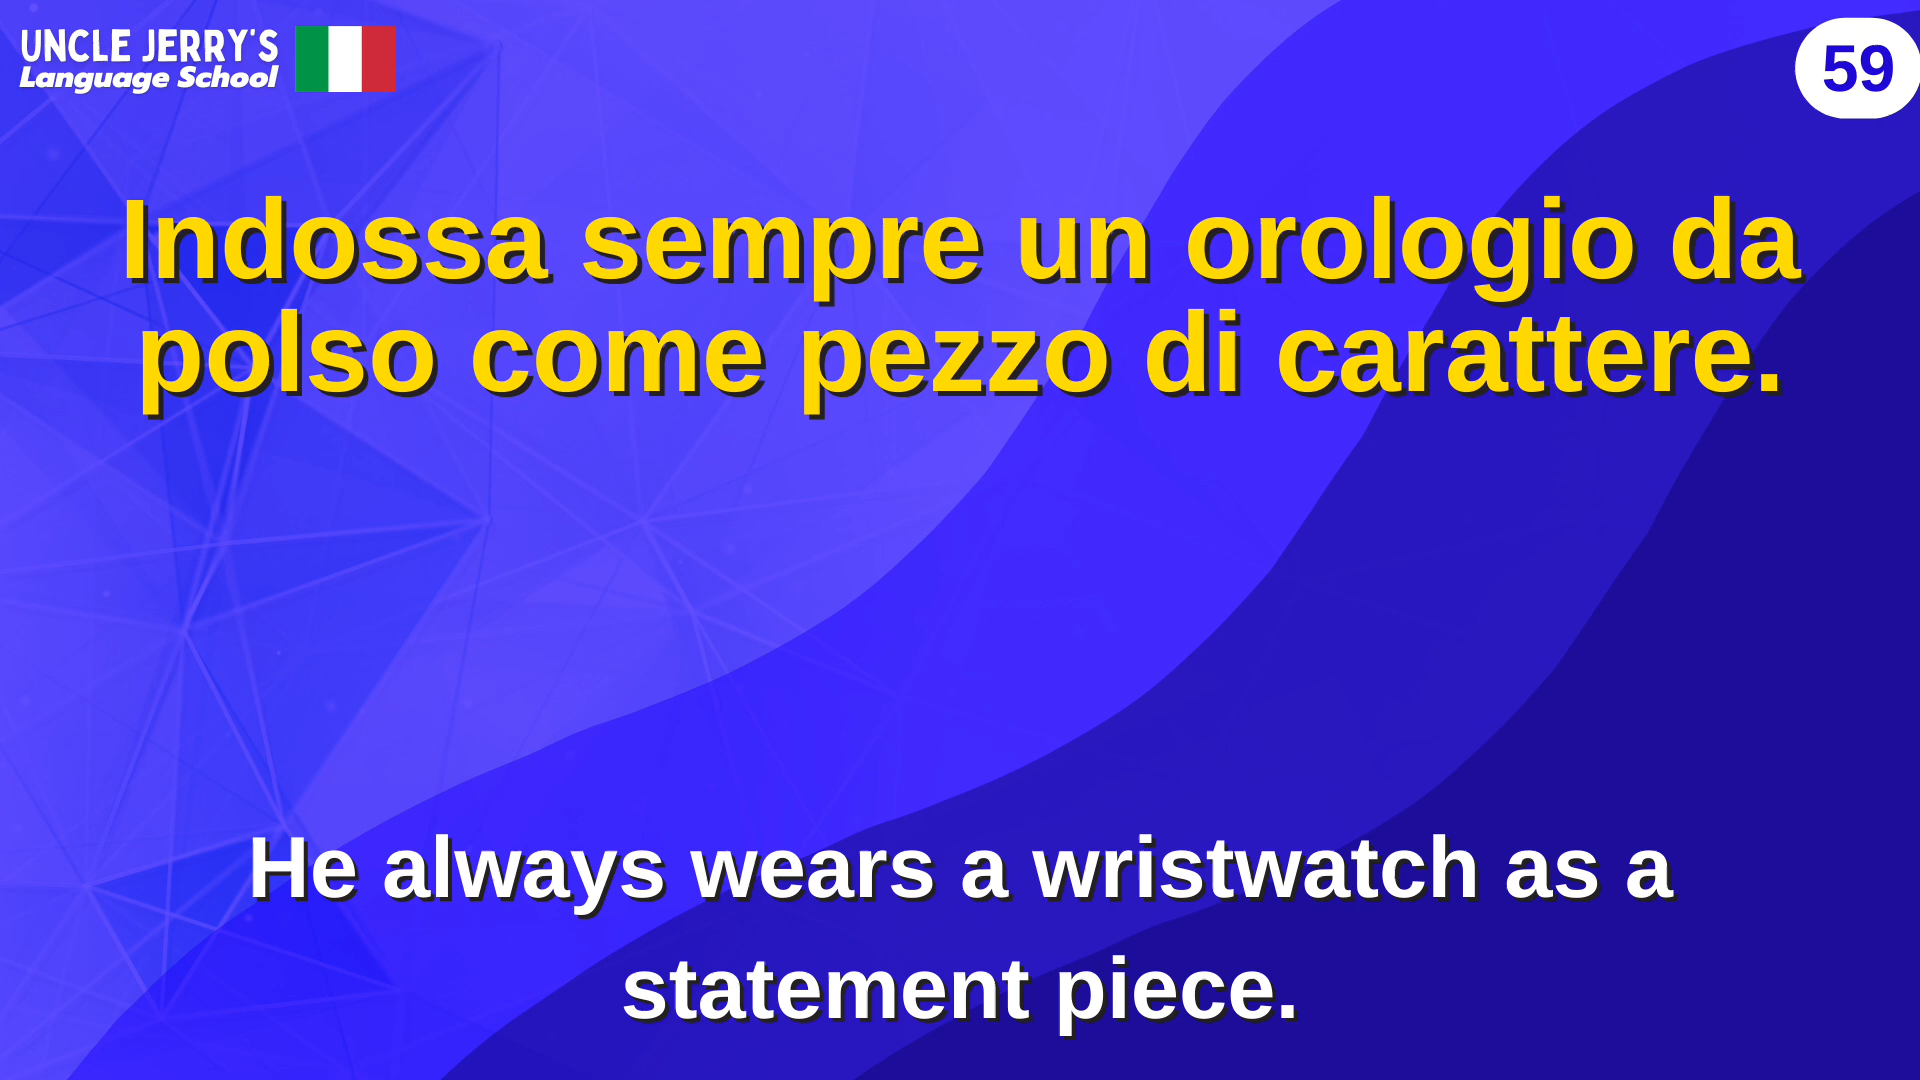 UNCLE JERRY'S
Language School
59
Indossa sempre un orologio da
polso come pezzo di carattere.
He always wears a wristwatch as a
statement piece.